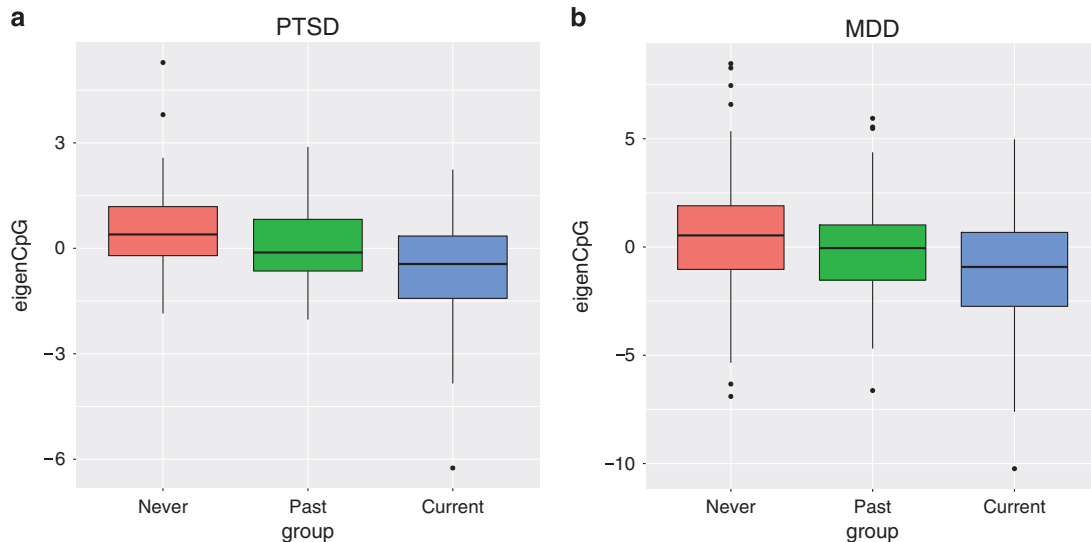 a
PTSD
eigenCpG
3
0
−3
−6
Never Past Current
group
b
MDD
eigenCpG
5
0
−5
−10
Never Past Current
group